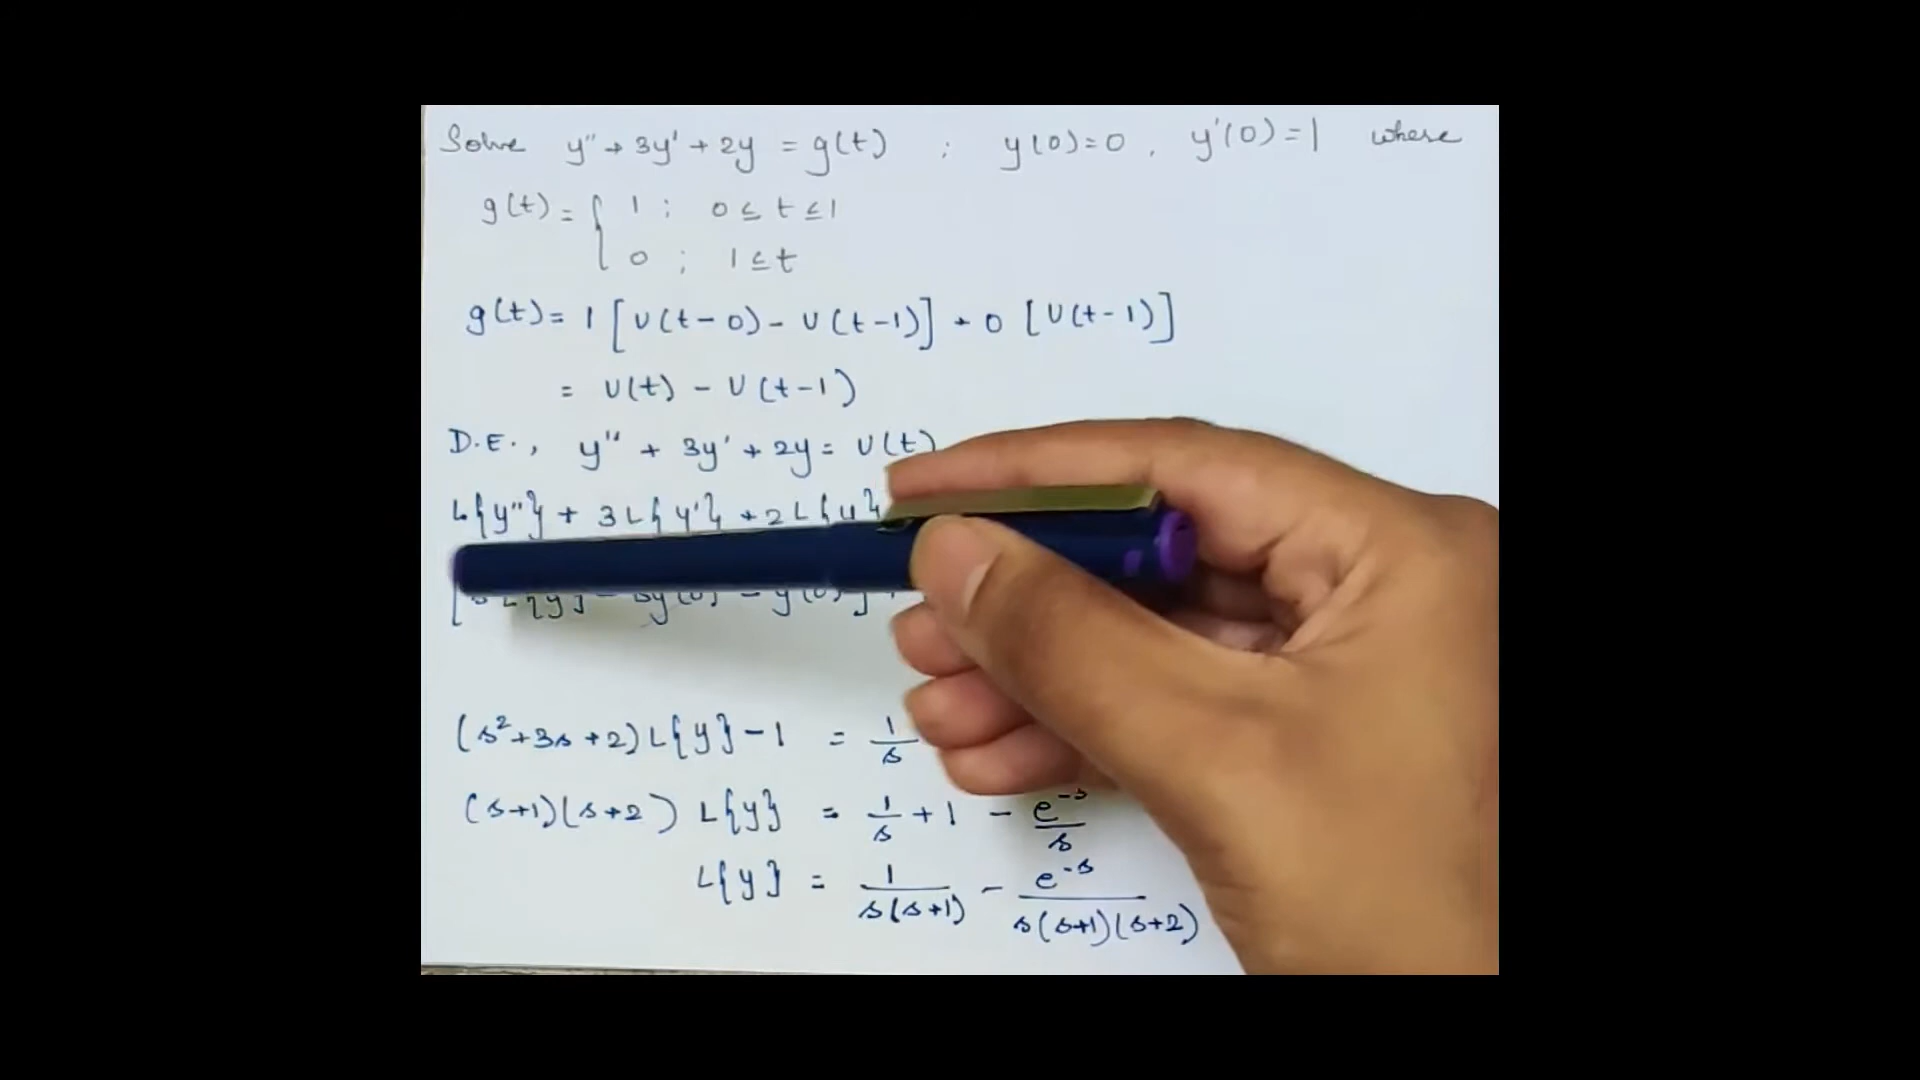 Solve y'' + 3y' + 2y = g(t) ; y(0)=0, y'(0)=1 where
g(t) = { 1 ; 0 ≤ t ≤ 1
0 ; 1 ≤ t
g(t) = 1 [U(t-0) - U(t-1)] + 0 [U(t-1)]
= U(t) - U(t-1)
D.E., y'' + 3y' + 2y = U(t)
L{y''} + 3L{y'} + 2L{y}
(s²+3s+2)L{y} - 1 = 1/s
(s+1)(s+2) L{y} = 1/s + 1 - e^-s/s
L{y} = 1/s(s+1) - e^-s/s(s+1)(s+2)